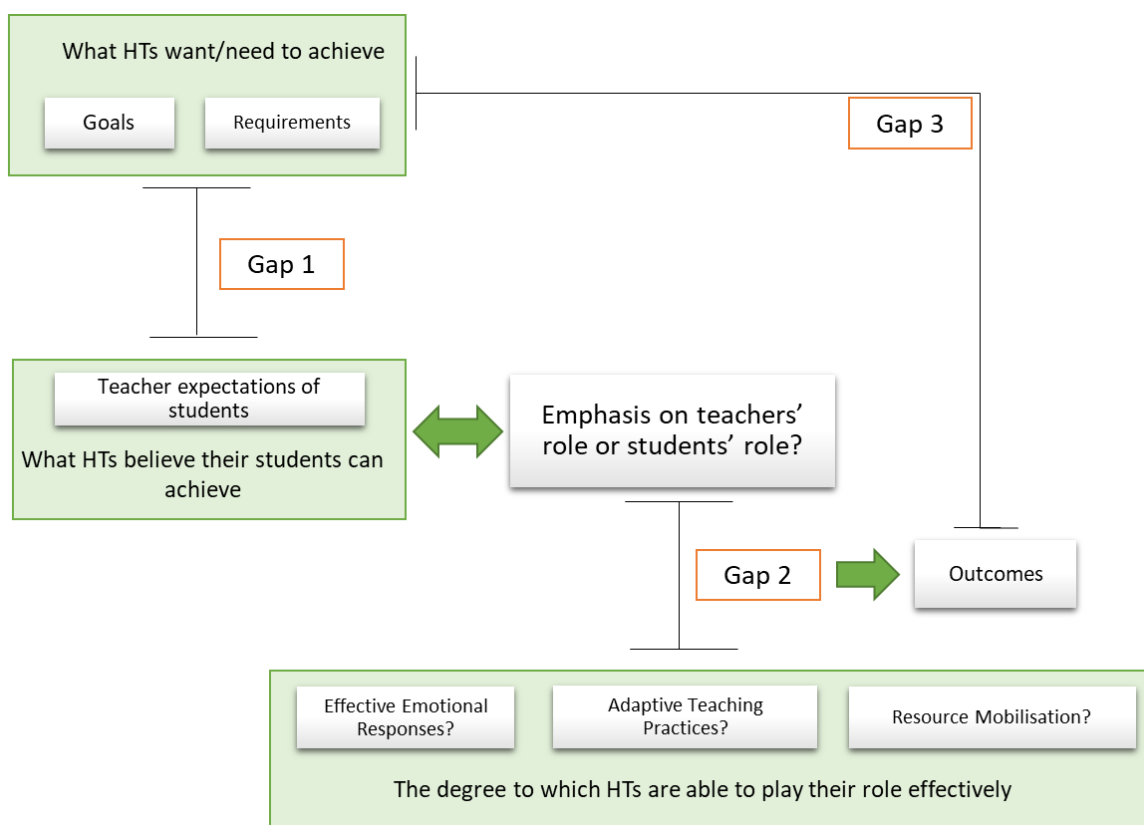 What HTs want/need to achieve
Goals
Requirements
Gap 3
Gap 1
Teacher expectations of
students
What HTs believe their students can
achieve
Emphasis on teachers’
role or students’ role?
Gap 2
Outcomes
Effective Emotional
Responses?
Adaptive Teaching
Practices?
Resource Mobilisation?
The degree to which HTs are able to play their role effectively